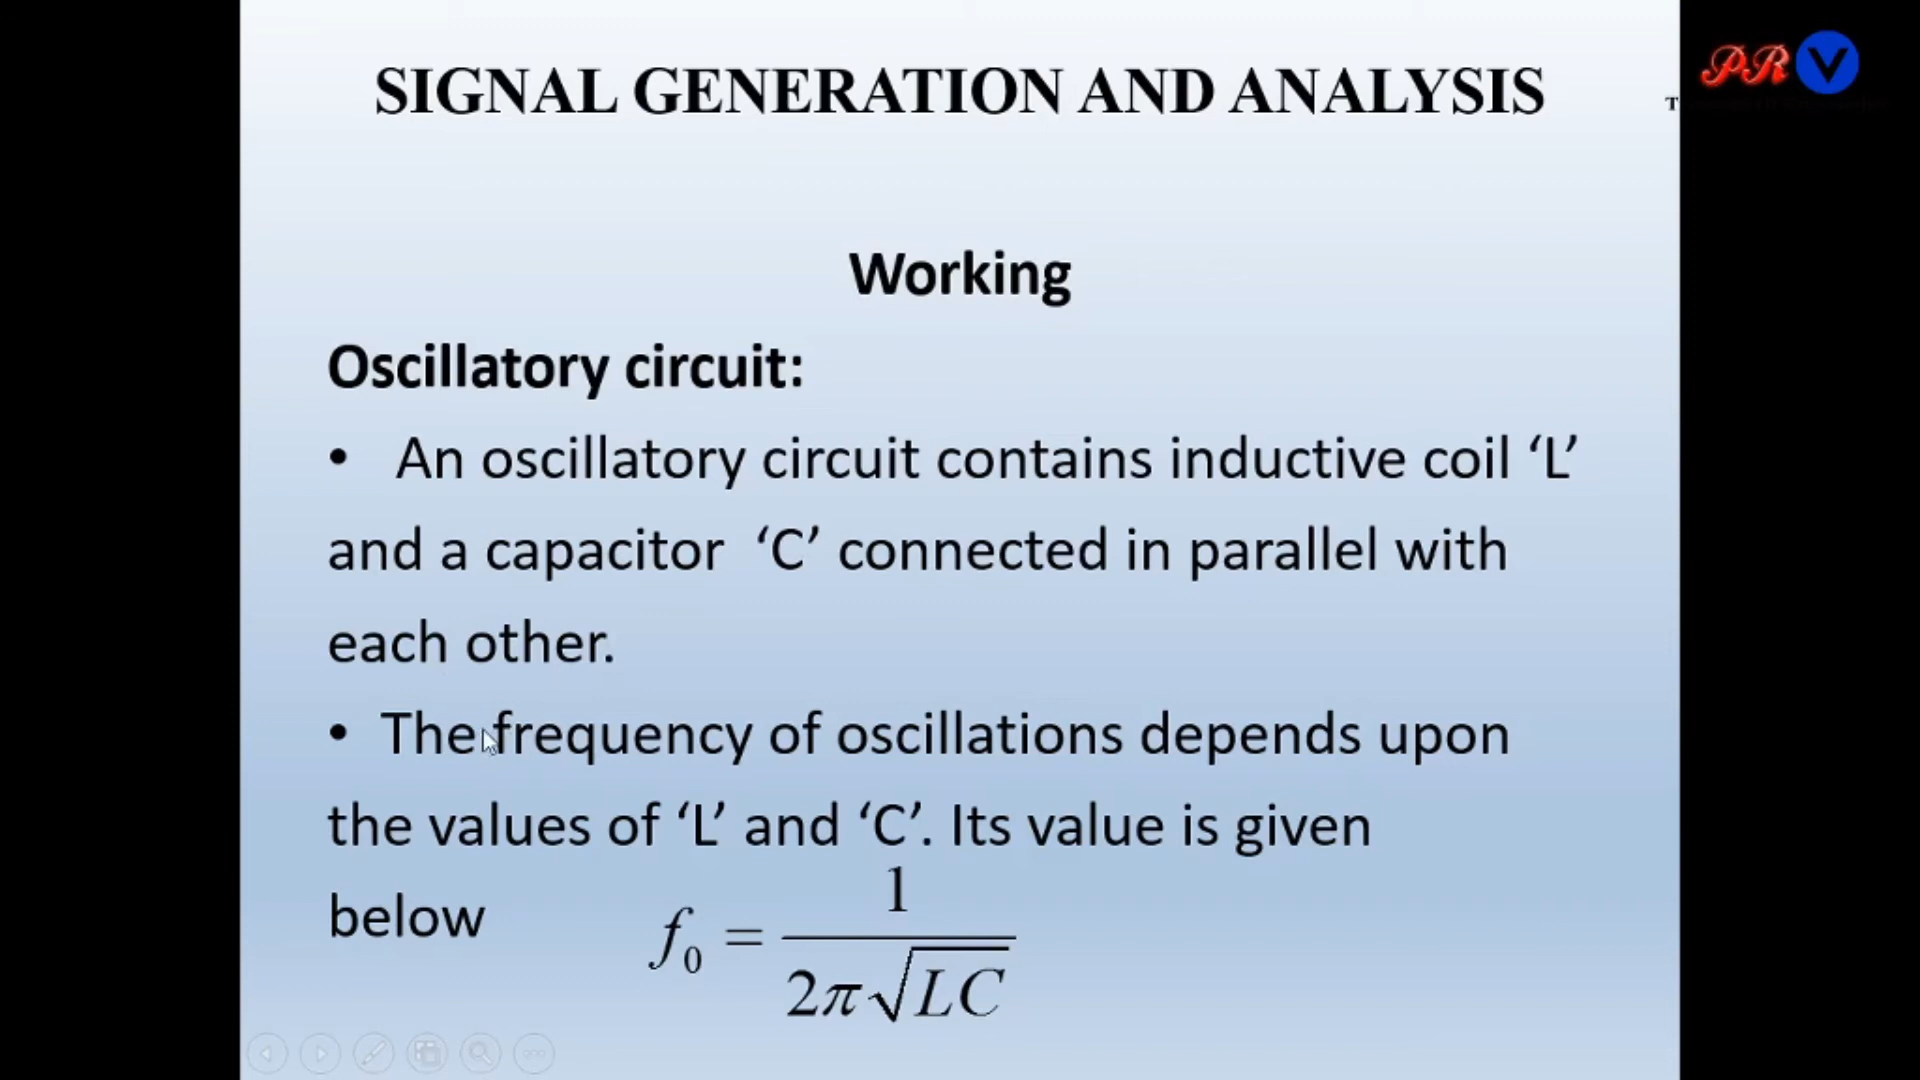 SIGNAL GENERATION AND ANALYSIS
PR V
Working
Oscillatory circuit:
• An oscillatory circuit contains inductive coil ‘L’
and a capacitor ‘C’ connected in parallel with
each other.
• The frequency of oscillations depends upon
the values of ‘L’ and ‘C’. Its value is given
below f₀ = 1 / 2π√LC